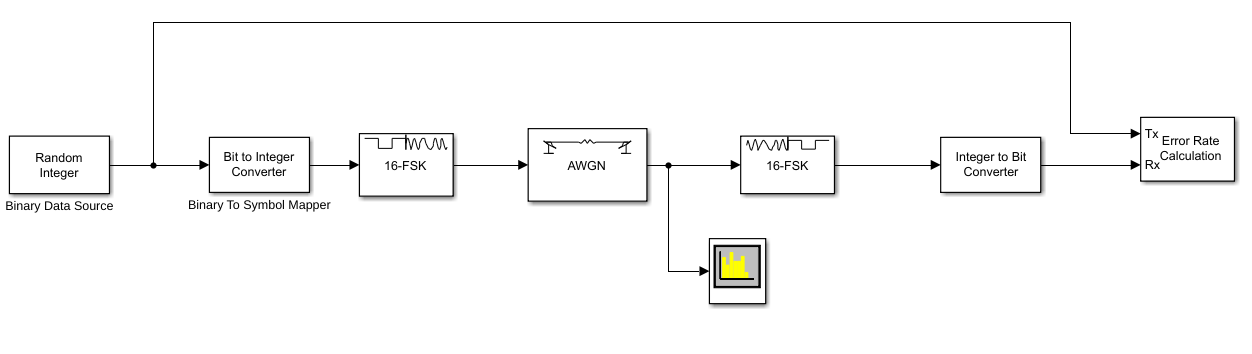 Random
Integer
Binary Data Source
Bit to Integer
Converter
Binary To Symbol Mapper
16-FSK
AWGN
16-FSK
Integer to Bit
Converter
Tx
Rx
Error Rate
Calculation